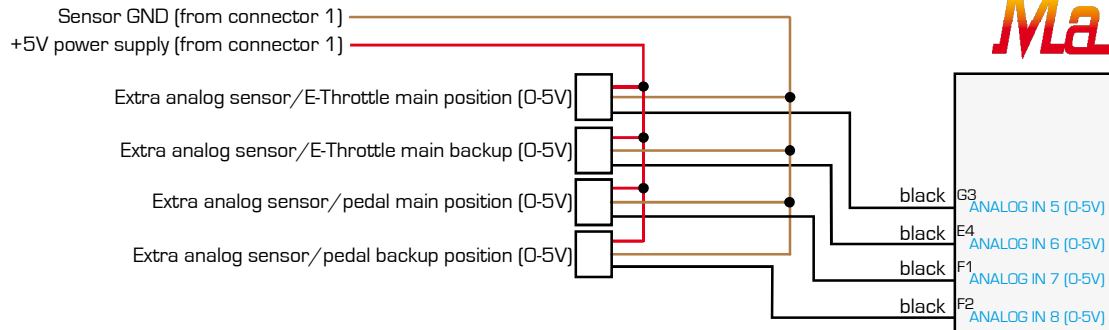 Sensor GND (from connector 1)
+5V power supply (from connector 1)
Ma
Extra analog sensor/E-Throttle main position (0-5V)
Extra analog sensor/E-Throttle main backup (0-5V)
Extra analog sensor/pedal main position (0-5V)
Extra analog sensor/pedal backup position (0-5V)
black G3 ANALOG IN 5 (0-5V)
black E4 ANALOG IN 6 (0-5V)
black F1 ANALOG IN 7 (0-5V)
black F2 ANALOG IN 8 (0-5V)